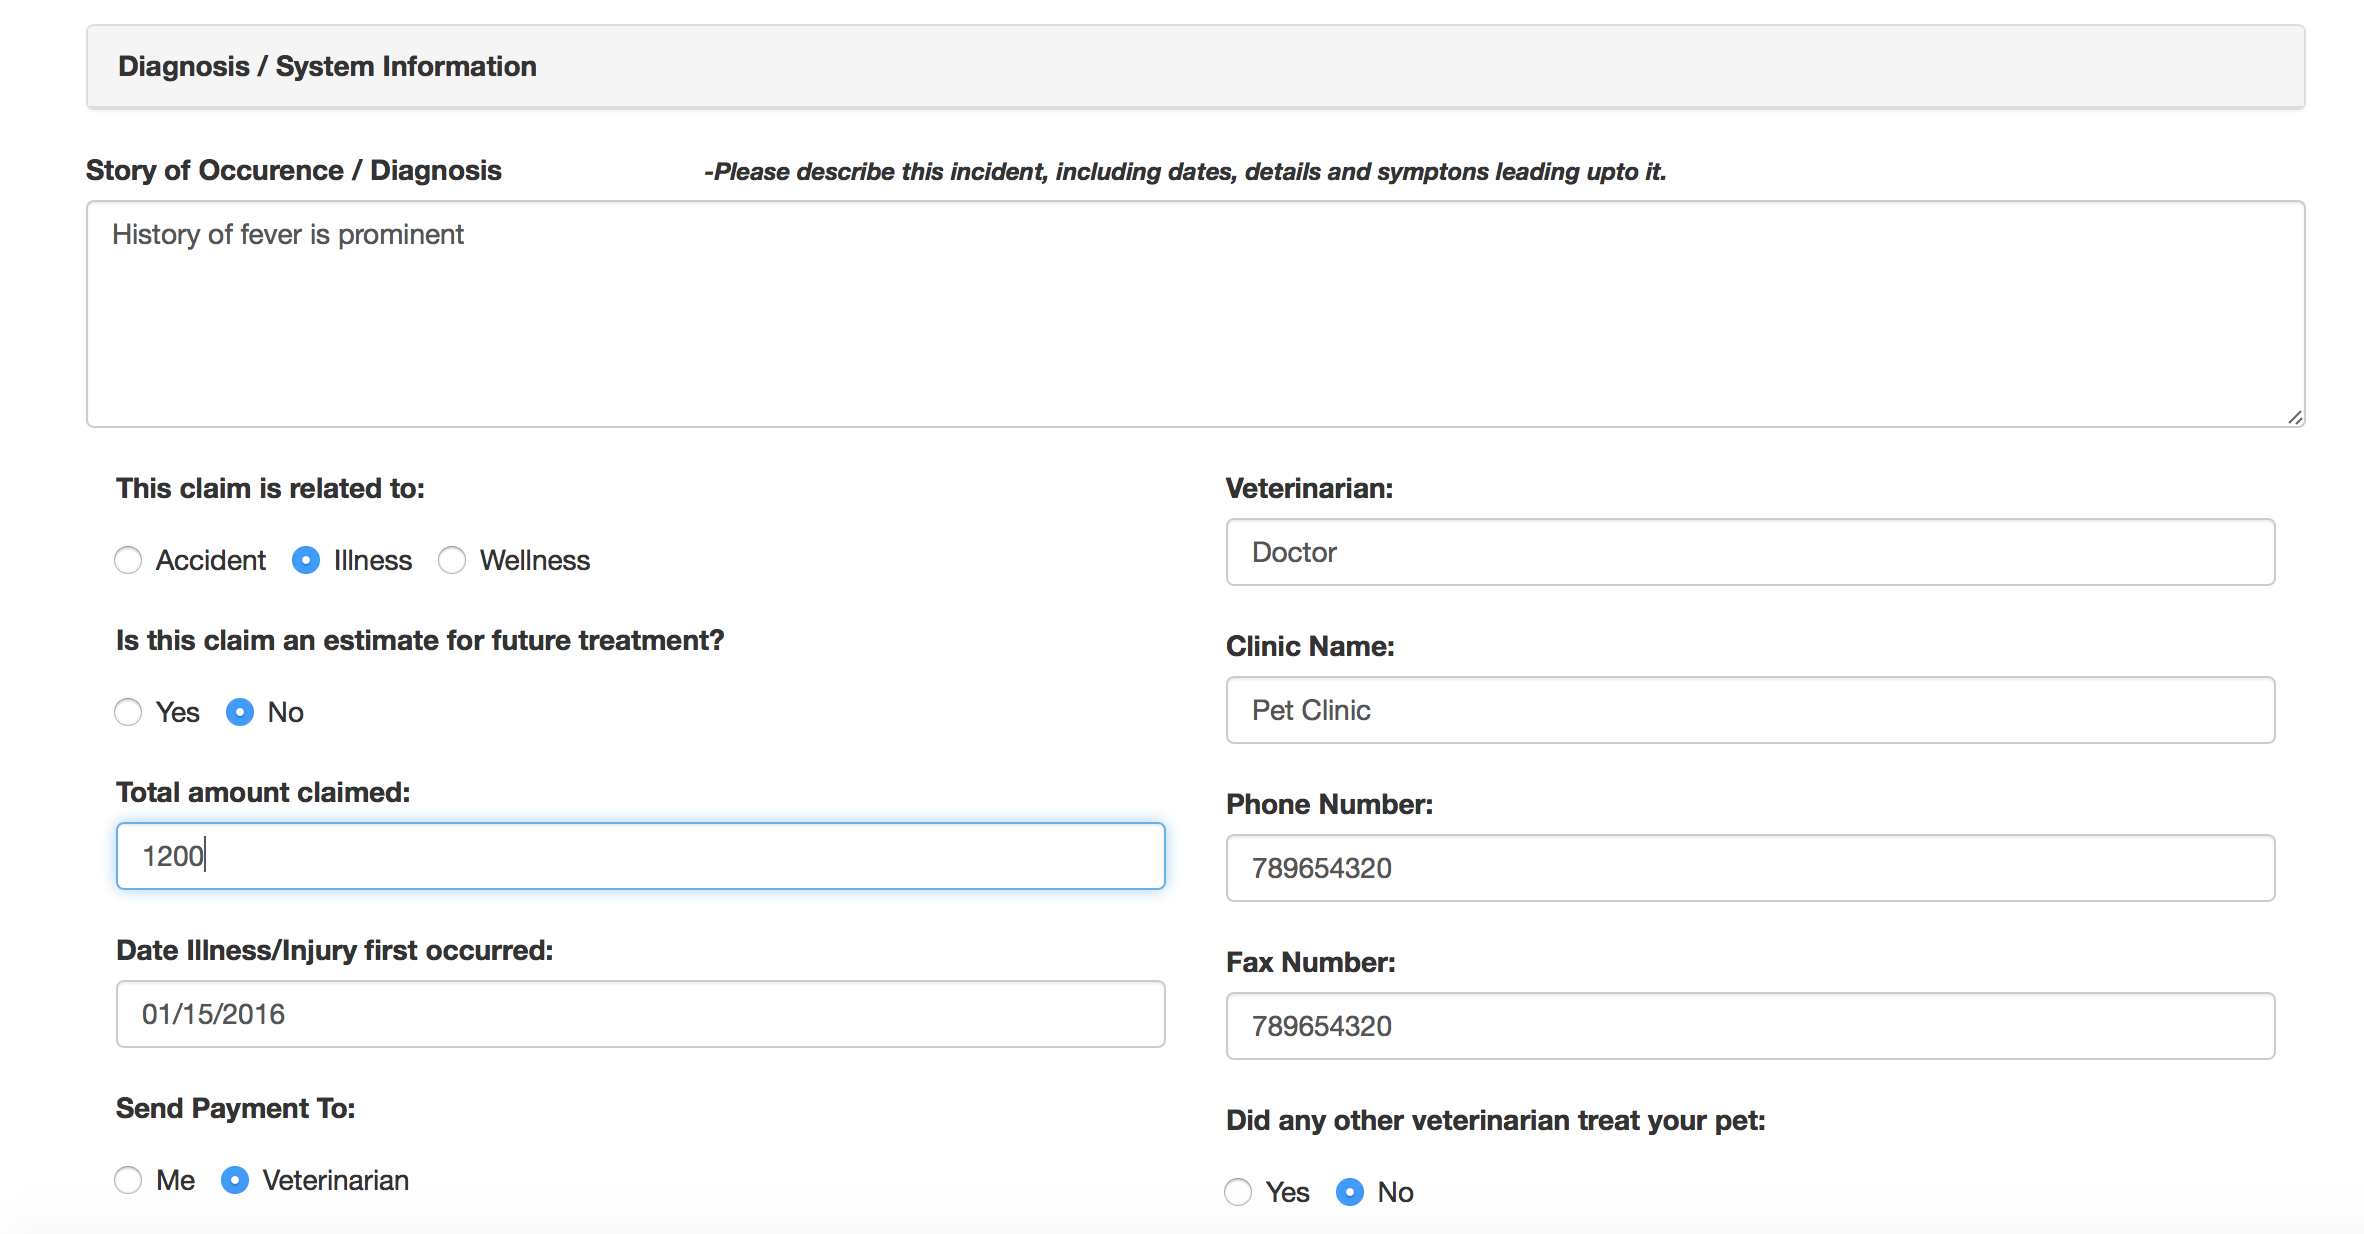 Diagnosis / System Information
Story of Occurence / Diagnosis -Please describe this incident, including dates, details and symptons leading upto it.
History of fever is prominent
This claim is related to:
Accident Illness Wellness
Is this claim an estimate for future treatment?
Yes No
Total amount claimed:
1200
Date Illness/Injury first occurred:
01/15/2016
Send Payment To:
Me Veterinarian
Veterinarian:
Doctor
Clinic Name:
Pet Clinic
Phone Number:
789654320
Fax Number:
789654320
Did any other veterinarian treat your pet:
Yes No